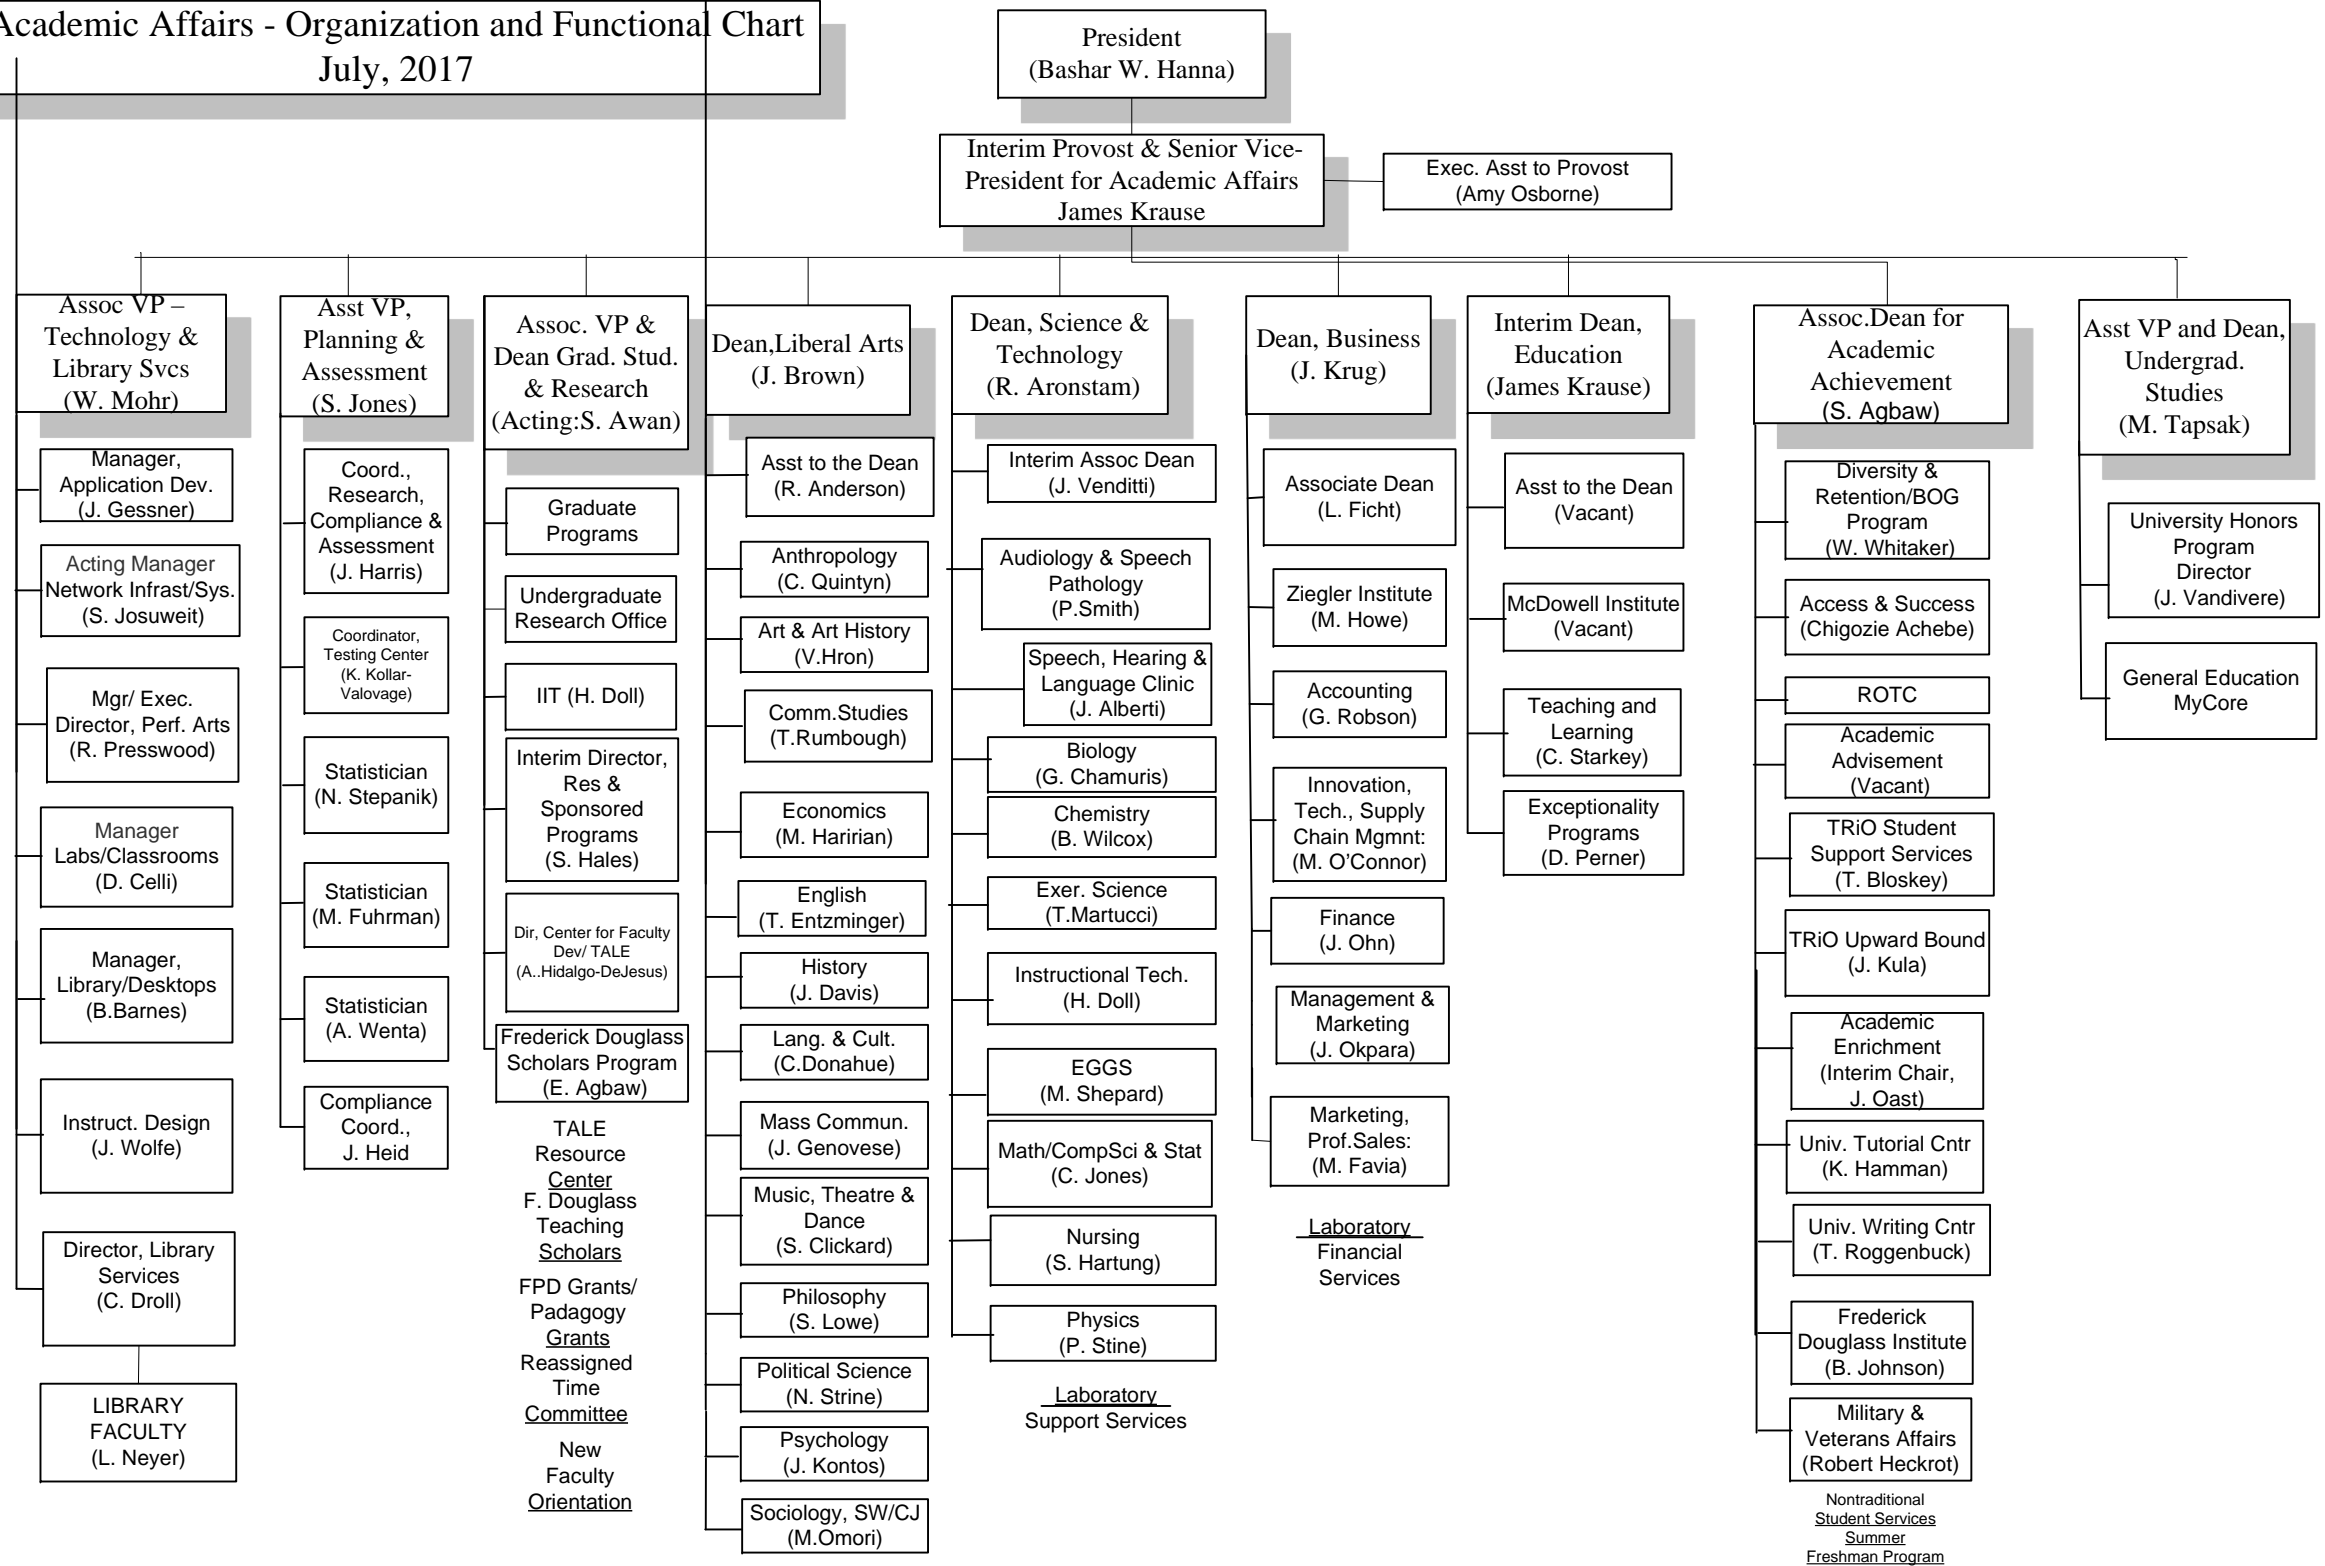 Academic Affairs - Organization and Functional Chart
July, 2017
President
(Bashar W. Hanna)
Interim Provost & Senior Vice-
President for Academic Affairs
James Krause
Exec. Asst to Provost
(Amy Osborne)
Assoc VP –
Technology &
Library Svcs
(W. Mohr)
Manager,
Application Dev.
(J. Gessner)
Acting Manager
Network Infrast/Sys.
(S. Josuweit)
Mgr/ Exec.
Director, Perf. Arts
(R. Presswood)
Manager
Labs/Classrooms
(D. Celli)
Manager,
Library/Desktops
(B.Barnes)
Instruct. Design
(J. Wolfe)
Director, Library
Services
(C. Droll)
LIBRARY
FACULTY
(L. Neyer)
Asst VP,
Planning &
Assessment
(S. Jones)
Coord.,
Research,
Compliance &
Assessment
(J. Harris)
Coordinator,
Testing Center
(K. Kollar-
Valovage)
Statistician
(N. Stepanik)
Statistician
(M. Fuhrman)
Statistician
(A. Wenta)
Compliance
Coord.,
J. Heid
Assoc. VP &
Dean Grad. Stud.
& Research
(Acting:S. Awan)
Graduate
Programs
Undergraduate
Research Office
IIT (H. Doll)
Interim Director,
Res &
Sponsored
Programs
(S. Hales)
Dir, Center for Faculty
Dev/ TALE
(A..Hidalgo-DeJesus)
Frederick Douglass
Scholars Program
(E. Agbaw)
TALE
Resource
Center
F. Douglass
Teaching
Scholars
FPD Grants/
Padagogy
Grants
Reassigned
Time
Committee
New
Faculty
Orientation
Dean,Liberal Arts
(J. Brown)
Asst to the Dean
(R. Anderson)
Anthropology
(C. Quintyn)
Art & Art History
(V.Hron)
Comm.Studies
(T.Rumbough)
Economics
(M. Haririan)
English
(T. Entzminger)
History
(J. Davis)
Lang. & Cult.
(C.Donahue)
Mass Commun.
(J. Genovese)
Music, Theatre &
Dance
(S. Clickard)
Philosophy
(S. Lowe)
Political Science
(N. Strine)
Psychology
(J. Kontos)
Sociology, SW/CJ
(M.Omori)
Dean, Science &
Technology
(R. Aronstam)
Interim Assoc Dean
(J. Venditti)
Audiology & Speech
Pathology
(P.Smith)
Speech, Hearing &
Language Clinic
(J. Alberti)
Biology
(G. Chamuris)
Chemistry
(B. Wilcox)
Exer. Science
(T.Martucci)
Instructional Tech.
(H. Doll)
EGGS
(M. Shepard)
Math/CompSci & Stat
(C. Jones)
Nursing
(S. Hartung)
Physics
(P. Stine)
Laboratory
Support Services
Dean, Business
(J. Krug)
Associate Dean
(L. Ficht)
Ziegler Institute
(M. Howe)
Accounting
(G. Robson)
Innovation,
Tech., Supply
Chain Mgmnt:
(M. O’Connor)
Finance
(J. Ohn)
Management &
Marketing
(J. Okpara)
Marketing,
Prof.Sales:
(M. Favia)
Laboratory
Financial
Services
Interim Dean,
Education
(James Krause)
Asst to the Dean
(Vacant)
McDowell Institute
(Vacant)
Teaching and
Learning
(C. Starkey)
Exceptionality
Programs
(D. Perner)
Assoc.Dean for
Academic
Achievement
(S. Agbaw)
Diversity &
Retention/BOG
Program
(W. Whitaker)
Access & Success
(Chigozie Achebe)
ROTC
Academic
Advisement
(Vacant)
TRiO Student
Support Services
(T. Bloskey)
TRiO Upward Bound
(J. Kula)
Academic
Enrichment
(Interim Chair,
J. Oast)
Univ. Tutorial Cntr
(K. Hamman)
Univ. Writing Cntr
(T. Roggenbuck)
Frederick
Douglass Institute
(B. Johnson)
Military &
Veterans Affairs
(Robert Heckrot)
Nontraditional
Student Services
Summer
Freshman Program
Asst VP and Dean,
Undergrad.
Studies
(M. Tapsak)
University Honors
Program
Director
(J. Vandivere)
General Education
MyCore